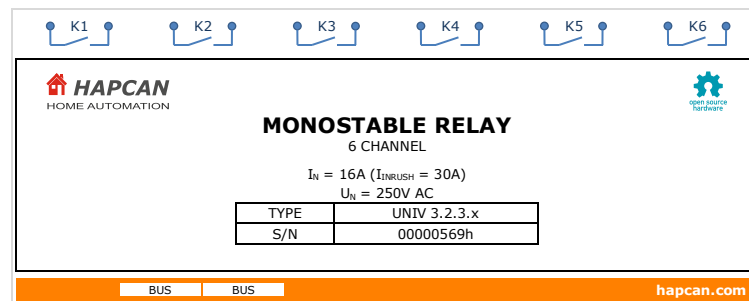 K1 K2 K3 K4 K5 K6
HAPCAN
HOME AUTOMATION
open source
hardware
MONOSTABLE RELAY
6 CHANNEL
IN = 16A (IINRUSH = 30A)
UN = 250V AC
TYPE UNIV 3.2.3.x
S/N 00000569h
BUS BUS hapcan.com